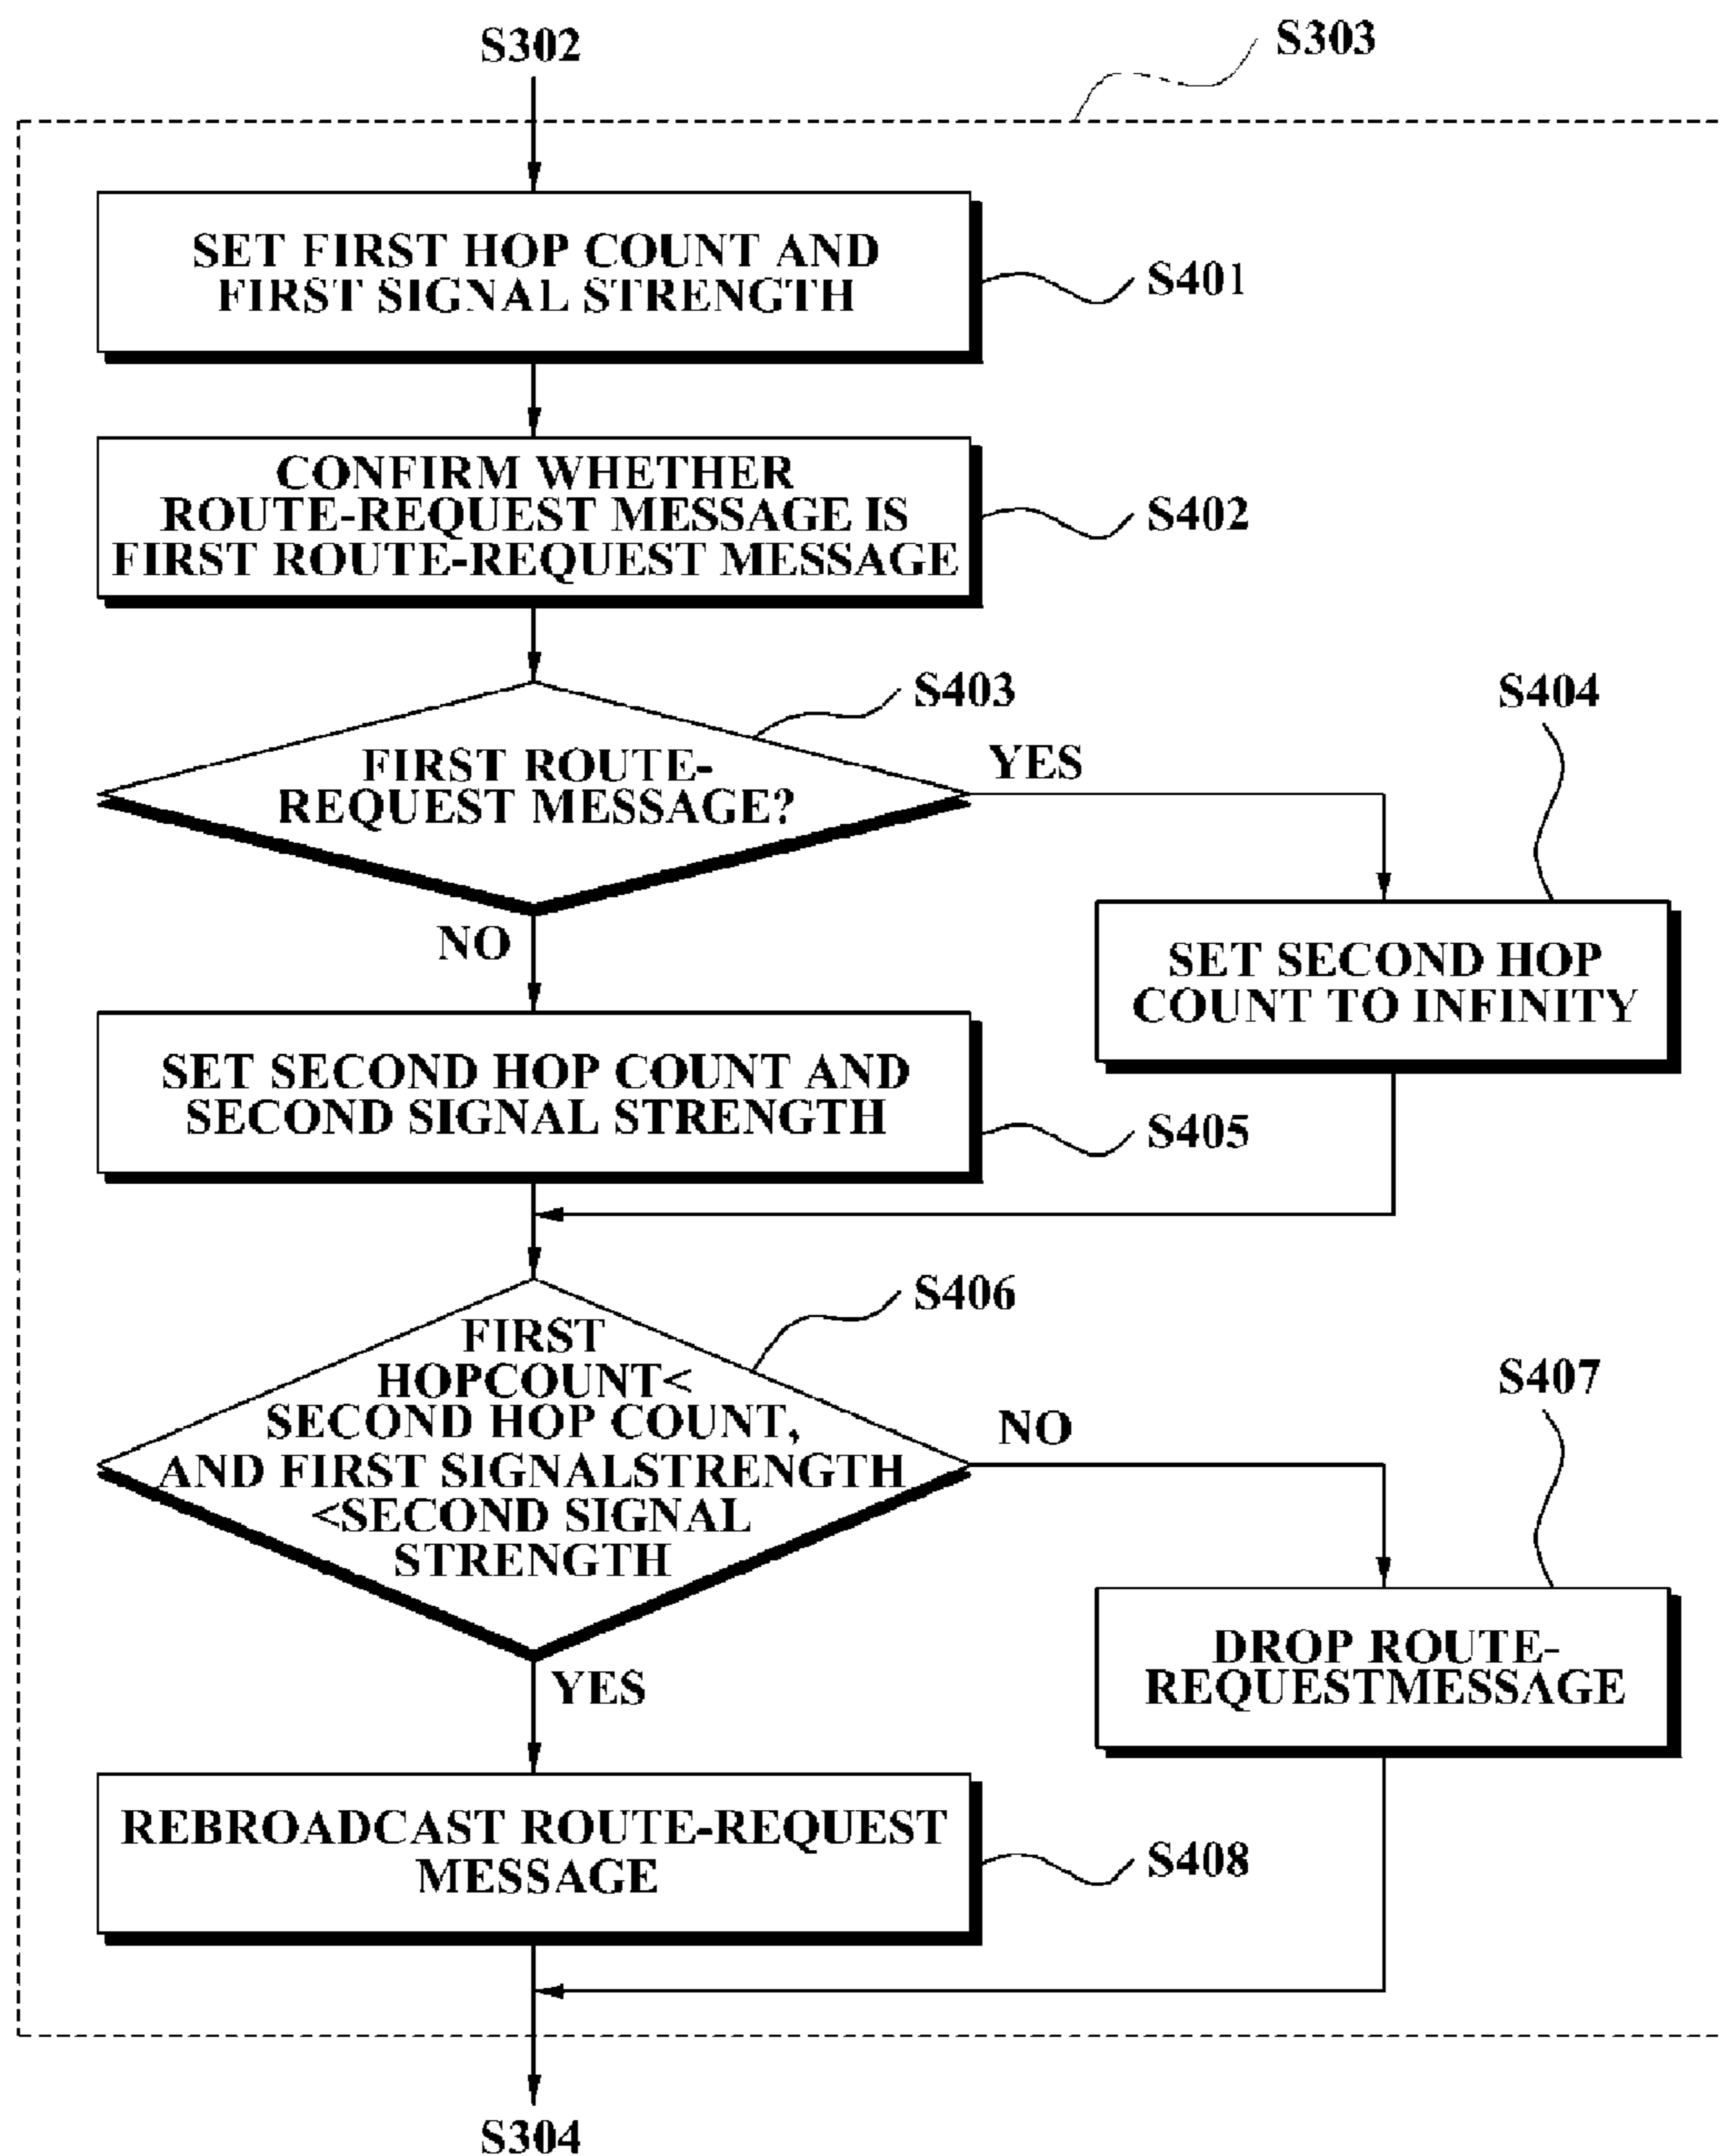 S302
S303
SET FIRST HOP COUNT AND
FIRST SIGNAL STRENGTH
S401
CONFIRM WHETHER
ROUTE-REQUEST MESSAGE IS
FIRST ROUTE-REQUEST MESSAGE
S402
S403
FIRST ROUTE-
REQUEST MESSAGE?
YES
NO
S404
SET SECOND HOP
COUNT TO INFINITY
SET SECOND HOP COUNT AND
SECOND SIGNAL STRENGTH
S405
S406
FIRST
HOPCOUNT<
SECOND HOP COUNT,
AND FIRST SIGNALSTRENGTH
<SECOND SIGNAL
STRENGTH
NO
YES
S407
DROP ROUTE-
REQUESTMESSAGE
REBROADCAST ROUTE-REQUEST
MESSAGE
S408
S304